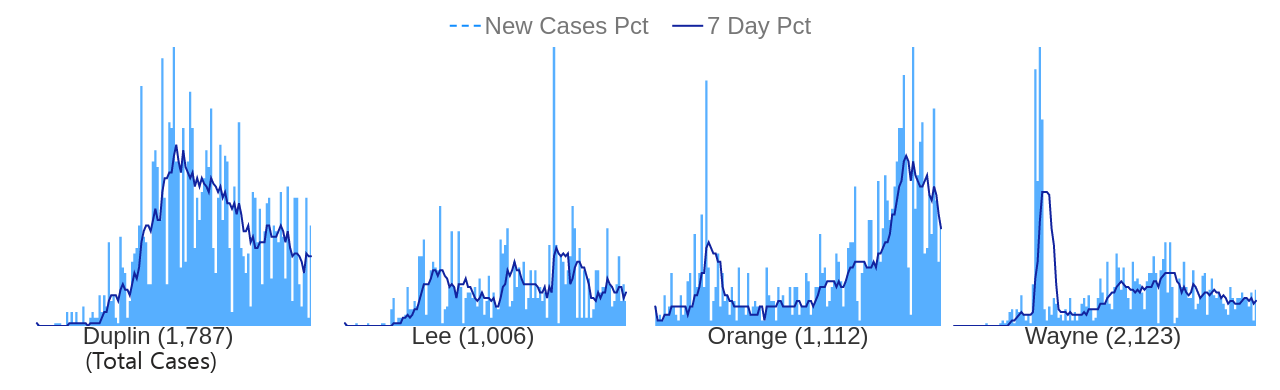 New Cases Pct 7 Day Pct
Duplin (1,787) Lee (1,006) Orange (1,112) Wayne (2,123)
(Total Cases)